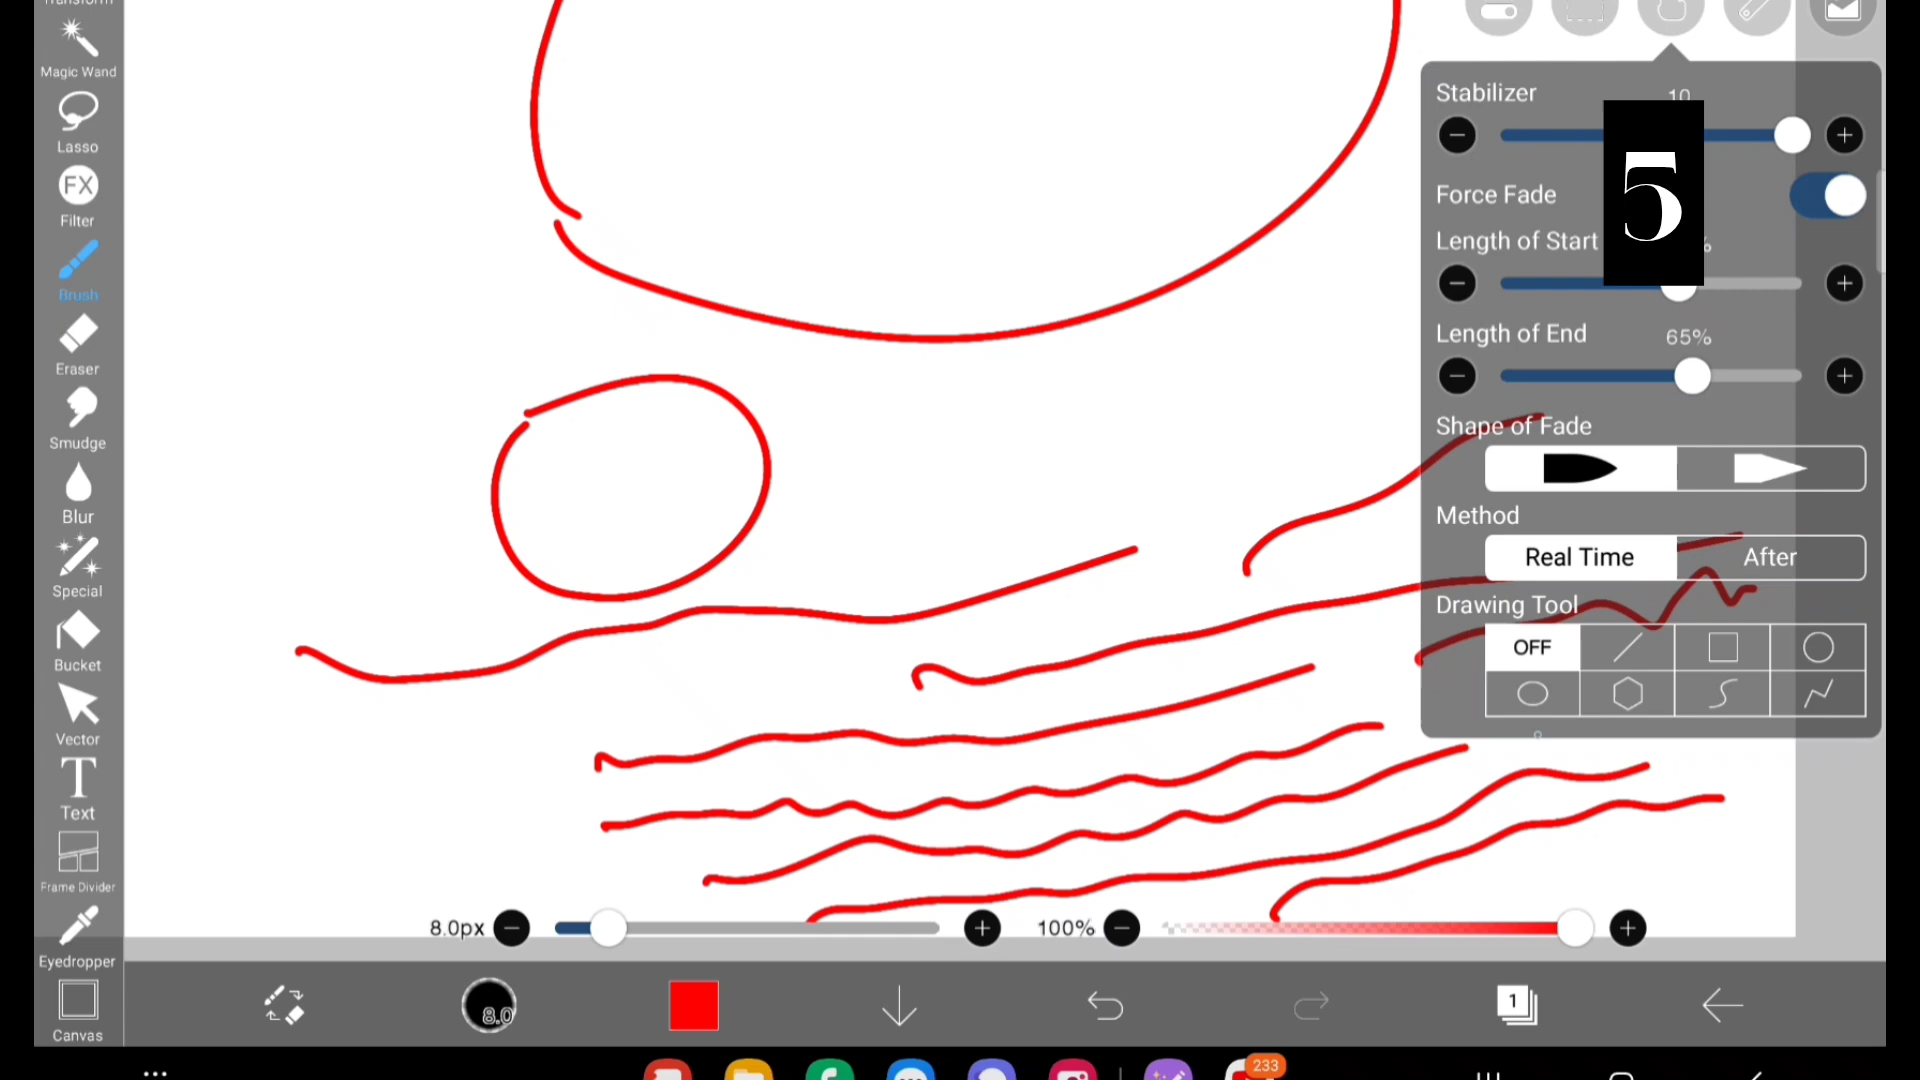 Transform
Magic Wand
Lasso
FX
Filter
Brush
Eraser
Smudge
Blur
Special
Bucket
Vector
T
Text
Frame Divider
Eyedropper
Canvas
Stabilizer 10
5
Force Fade
Length of Start %
Length of End 65%
Shape of Fade
Method
Real Time After
Drawing Tool
OFF
8.0px 100%
8.0 1
233